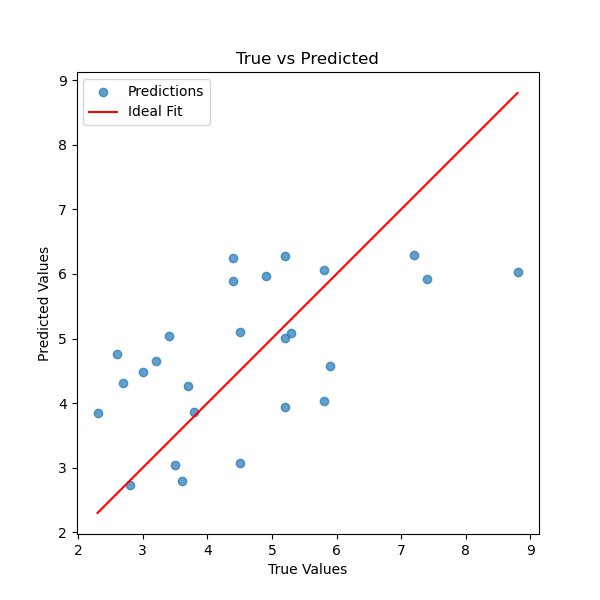 True vs Predicted
Predictions
Ideal Fit
9
8
7
6
5
4
3
2
Predicted Values
2 3 4 5 6 7 8 9
True Values